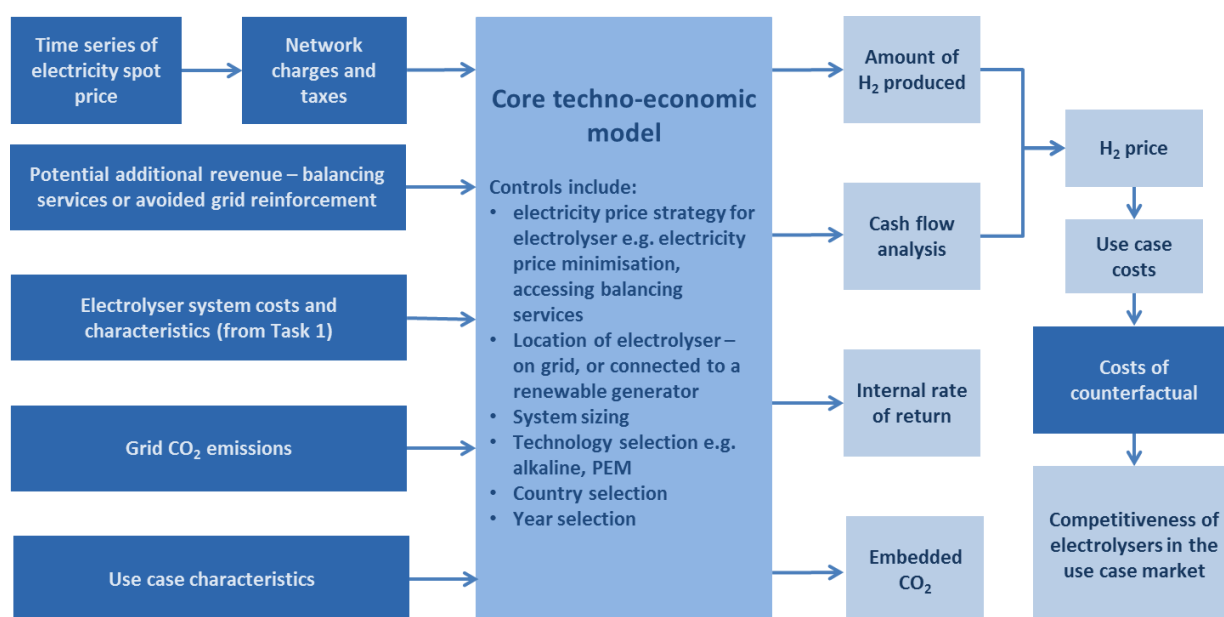 Time series of
electricity spot
price
Network
charges and
taxes
Potential additional revenue – balancing
services or avoided grid reinforcement
Electrolyser system costs and
characteristics (from Task 1)
Grid CO₂ emissions
Use case characteristics
Core techno-economic
model
Controls include:
• electricity price strategy for
electrolyser e.g. electricity
price minimisation,
accessing balancing
services
• Location of electrolyser –
on grid, or connected to a
renewable generator
• System sizing
• Technology selection e.g.
alkaline, PEM
• Country selection
• Year selection
Amount of
H₂ produced
Cash flow
analysis
Internal rate
of return
Embedded
CO₂
H₂ price
Use case
costs
Costs of
counterfactual
Competitiveness of
electrolysers in the
use case market